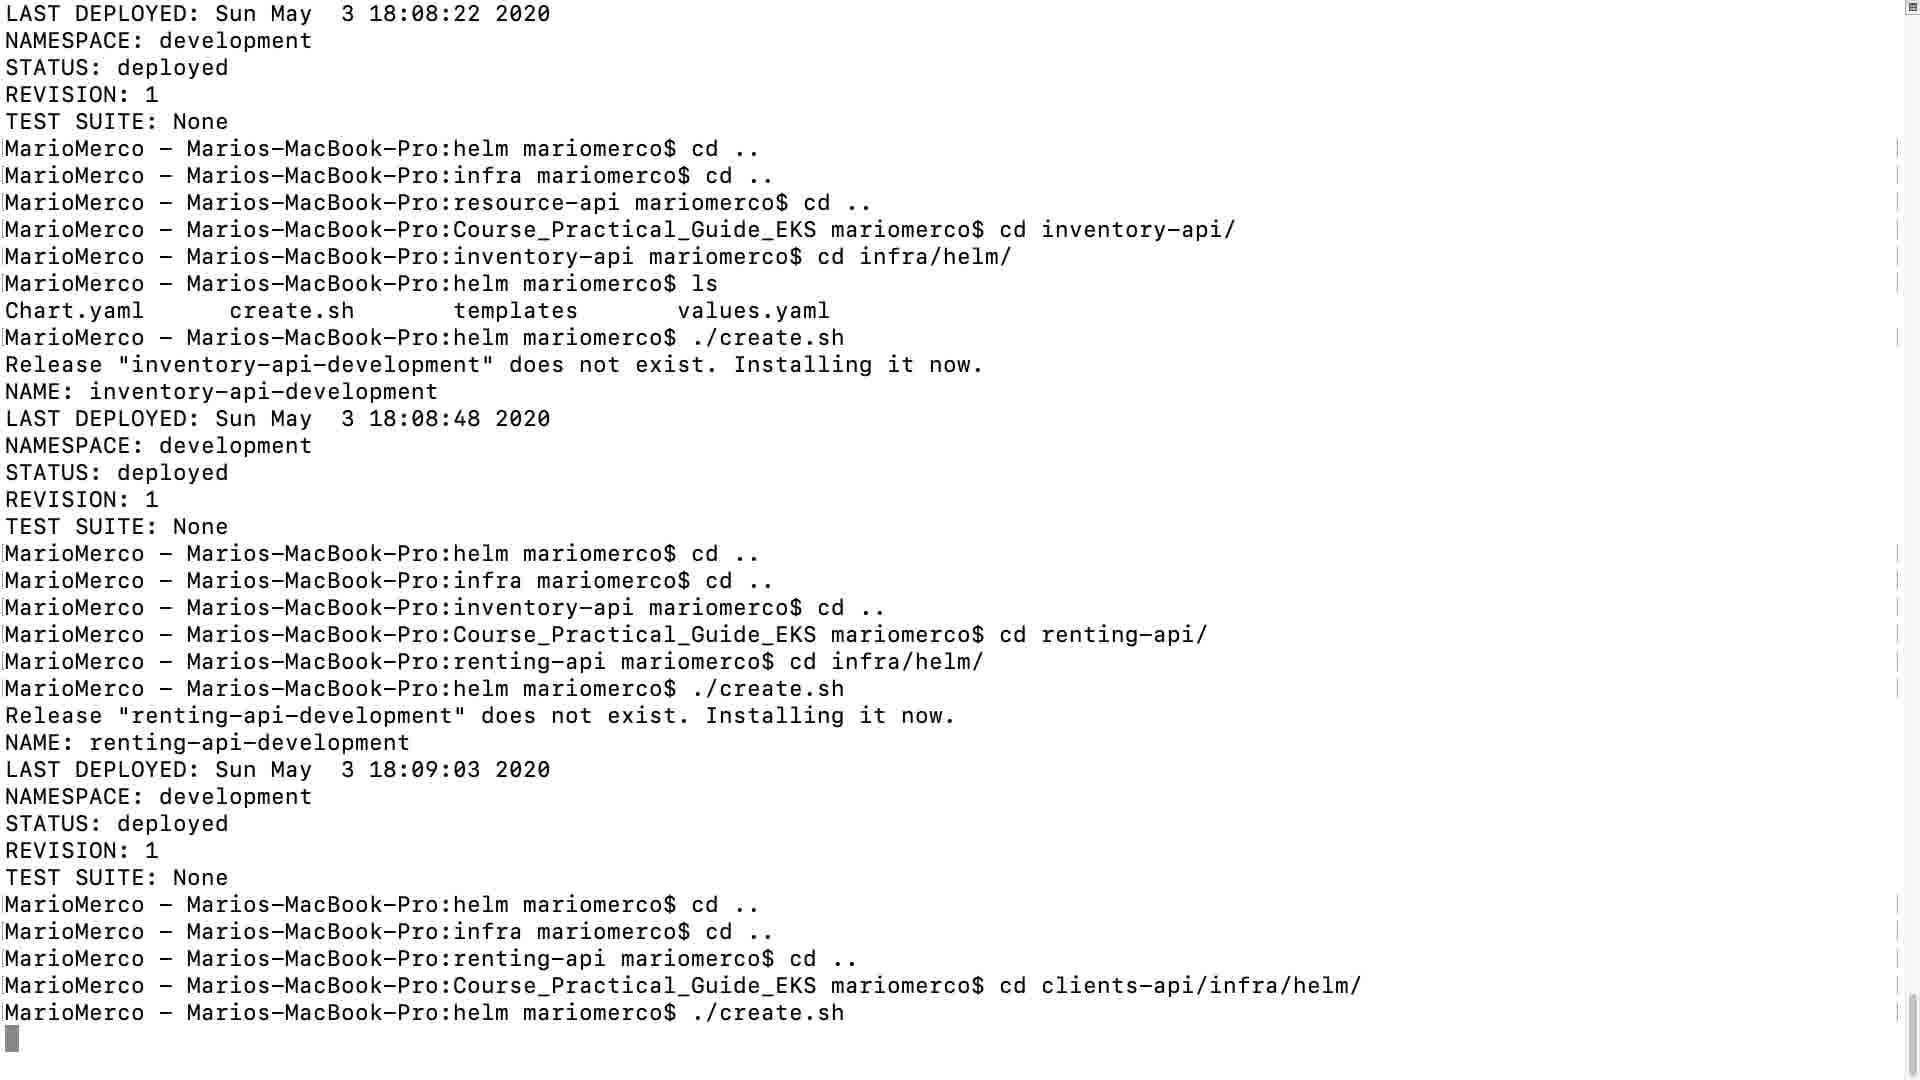 LAST DEPLOYED: Sun May  3 18:08:22 2020
NAMESPACE: development
STATUS: deployed
REVISION: 1
TEST SUITE: None
MarioMerco - Marios-MacBook-Pro:helm mariomerco$ cd ..
MarioMerco - Marios-MacBook-Pro:infra mariomerco$ cd ..
MarioMerco - Marios-MacBook-Pro:resource-api mariomerco$ cd ..
MarioMerco - Marios-MacBook-Pro:Course_Practical_Guide_EKS mariomerco$ cd inventory-api/
MarioMerco - Marios-MacBook-Pro:inventory-api mariomerco$ cd infra/helm/
MarioMerco - Marios-MacBook-Pro:helm mariomerco$ ls
Chart.yaml      create.sh       templates       values.yaml
MarioMerco - Marios-MacBook-Pro:helm mariomerco$ ./create.sh
Release "inventory-api-development" does not exist. Installing it now.
NAME: inventory-api-development
LAST DEPLOYED: Sun May  3 18:08:48 2020
NAMESPACE: development
STATUS: deployed
REVISION: 1
TEST SUITE: None
MarioMerco - Marios-MacBook-Pro:helm mariomerco$ cd ..
MarioMerco - Marios-MacBook-Pro:infra mariomerco$ cd ..
MarioMerco - Marios-MacBook-Pro:inventory-api mariomerco$ cd ..
MarioMerco - Marios-MacBook-Pro:Course_Practical_Guide_EKS mariomerco$ cd renting-api/
MarioMerco - Marios-MacBook-Pro:renting-api mariomerco$ cd infra/helm/
MarioMerco - Marios-MacBook-Pro:helm mariomerco$ ./create.sh
Release "renting-api-development" does not exist. Installing it now.
NAME: renting-api-development
LAST DEPLOYED: Sun May  3 18:09:03 2020
NAMESPACE: development
STATUS: deployed
REVISION: 1
TEST SUITE: None
MarioMerco - Marios-MacBook-Pro:helm mariomerco$ cd ..
MarioMerco - Marios-MacBook-Pro:infra mariomerco$ cd ..
MarioMerco - Marios-MacBook-Pro:renting-api mariomerco$ cd ..
MarioMerco - Marios-MacBook-Pro:Course_Practical_Guide_EKS mariomerco$ cd clients-api/infra/helm/
MarioMerco - Marios-MacBook-Pro:helm mariomerco$ ./create.sh